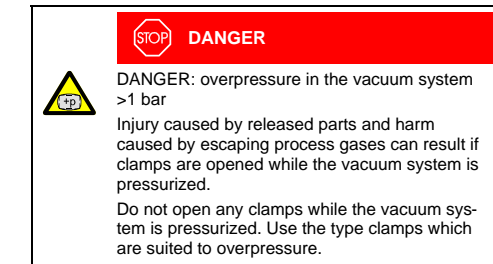 STOP DANGER
+p
DANGER: overpressure in the vacuum system
>1 bar
Injury caused by released parts and harm
caused by escaping process gases can result if
clamps are opened while the vacuum system is
pressurized.
Do not open any clamps while the vacuum sys-
tem is pressurized. Use the type clamps which
are suited to overpressure.